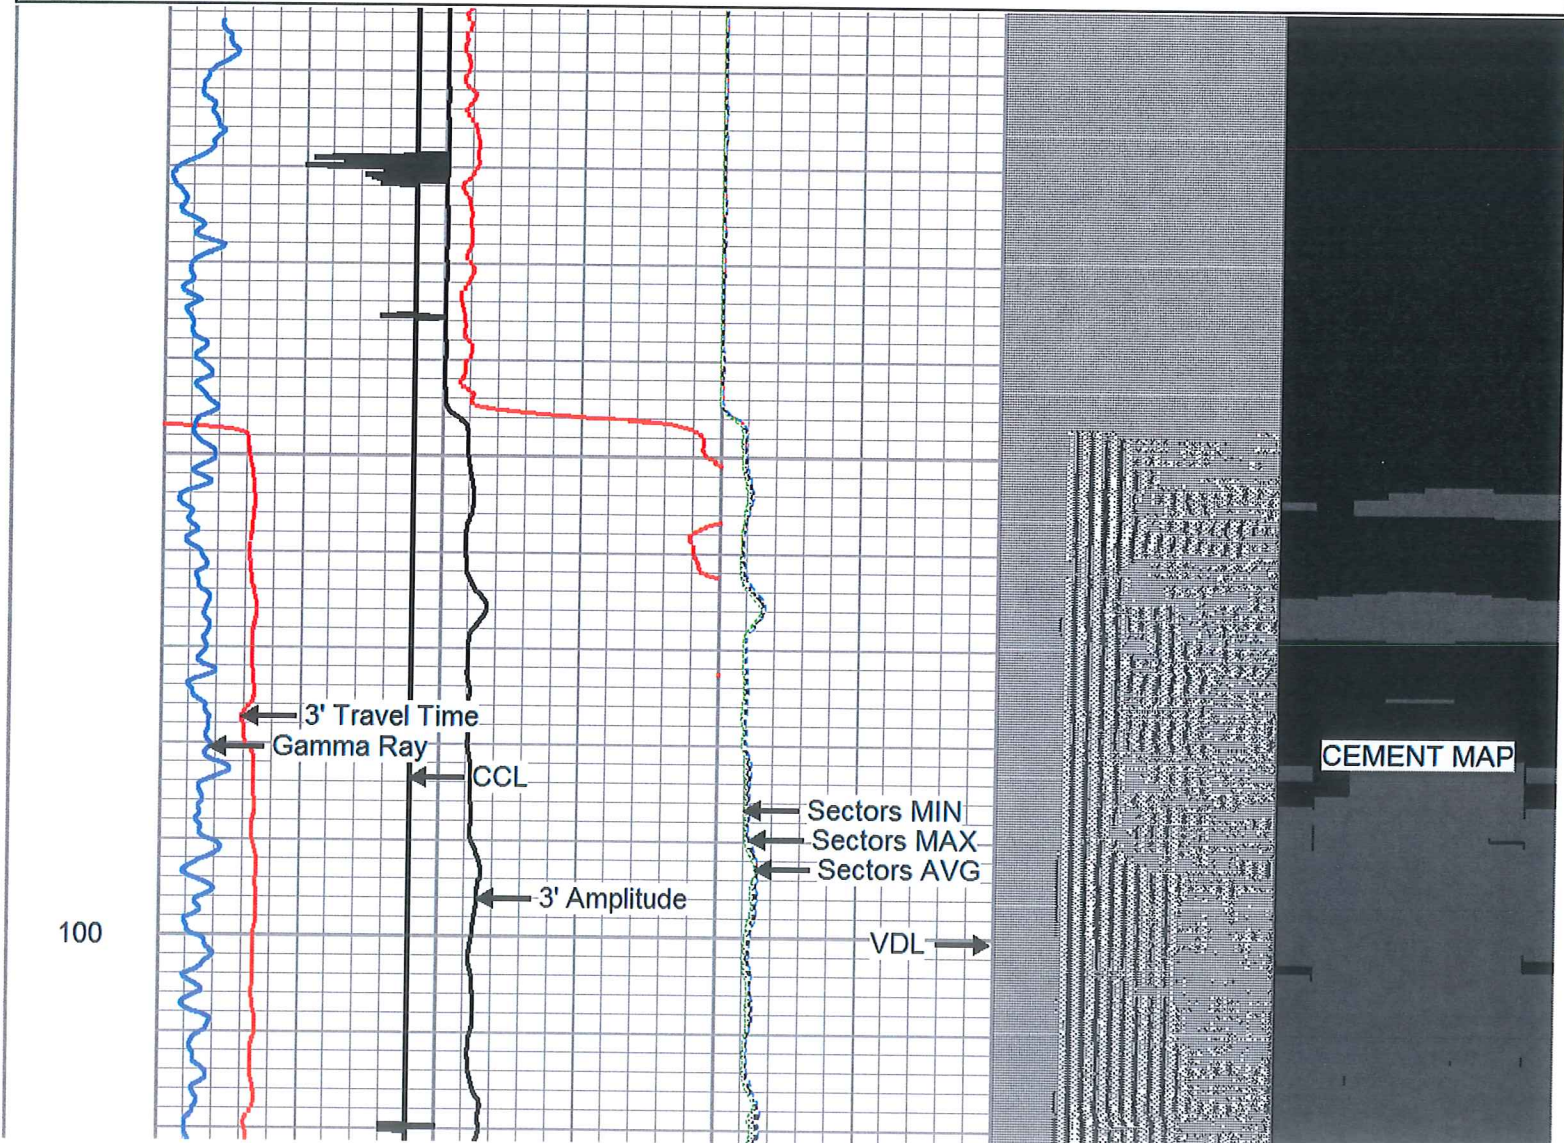 3' Travel Time
Gamma Ray
CCL
CEMENT MAP
Sectors MIN
Sectors MAX
Sectors AVG
3' Amplitude
100
VDL